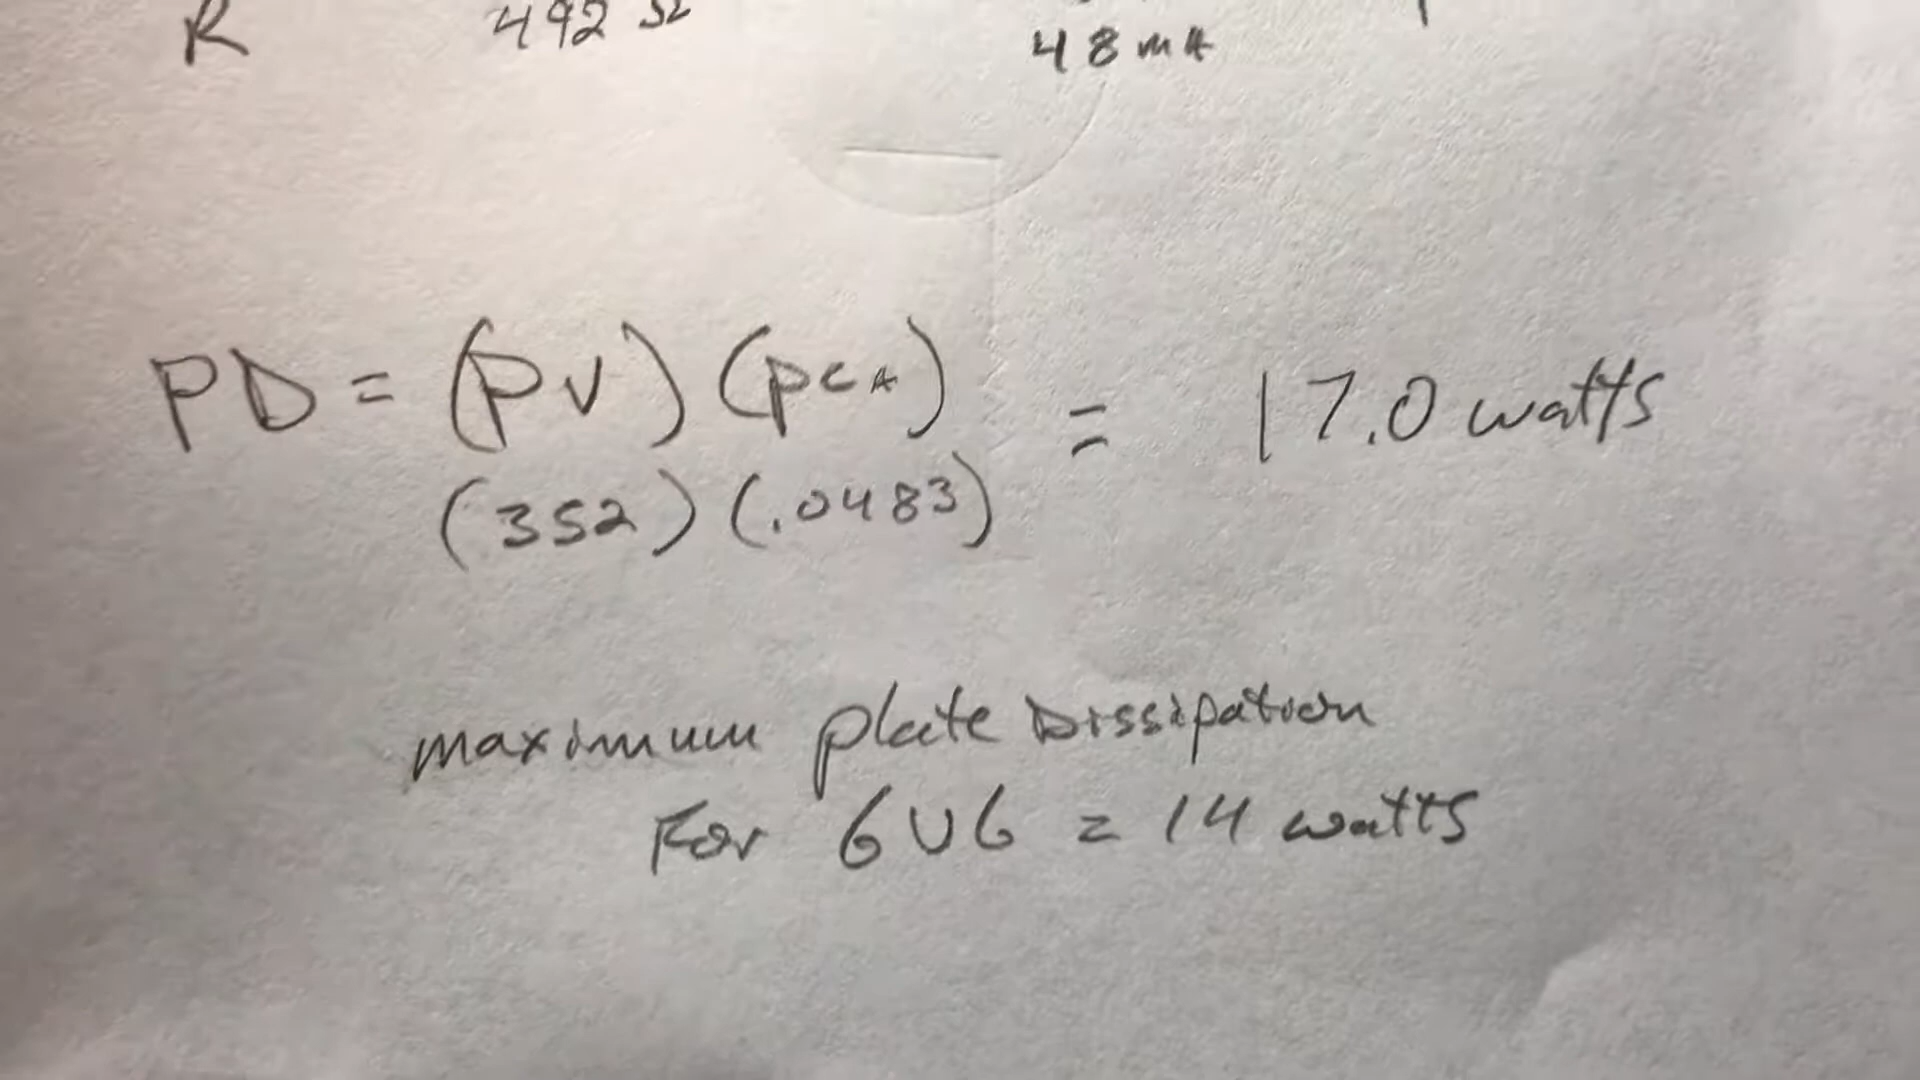 R 492 Ω 48 mA
PD = (PV) (PCA) = 17.0 watts
(352) (.0483)
maximum plate Dissipation
For 6V6 = 14 watts